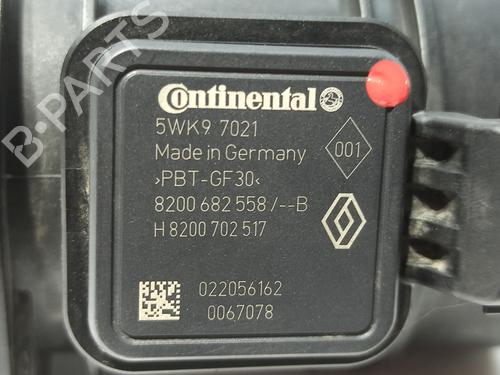 Continental
5WK9 7021
Made in Germany
001
›PBT-GF30‹
8200 682 558 /--B
H 8200 702 517
022056162
0067078
B-PARTS